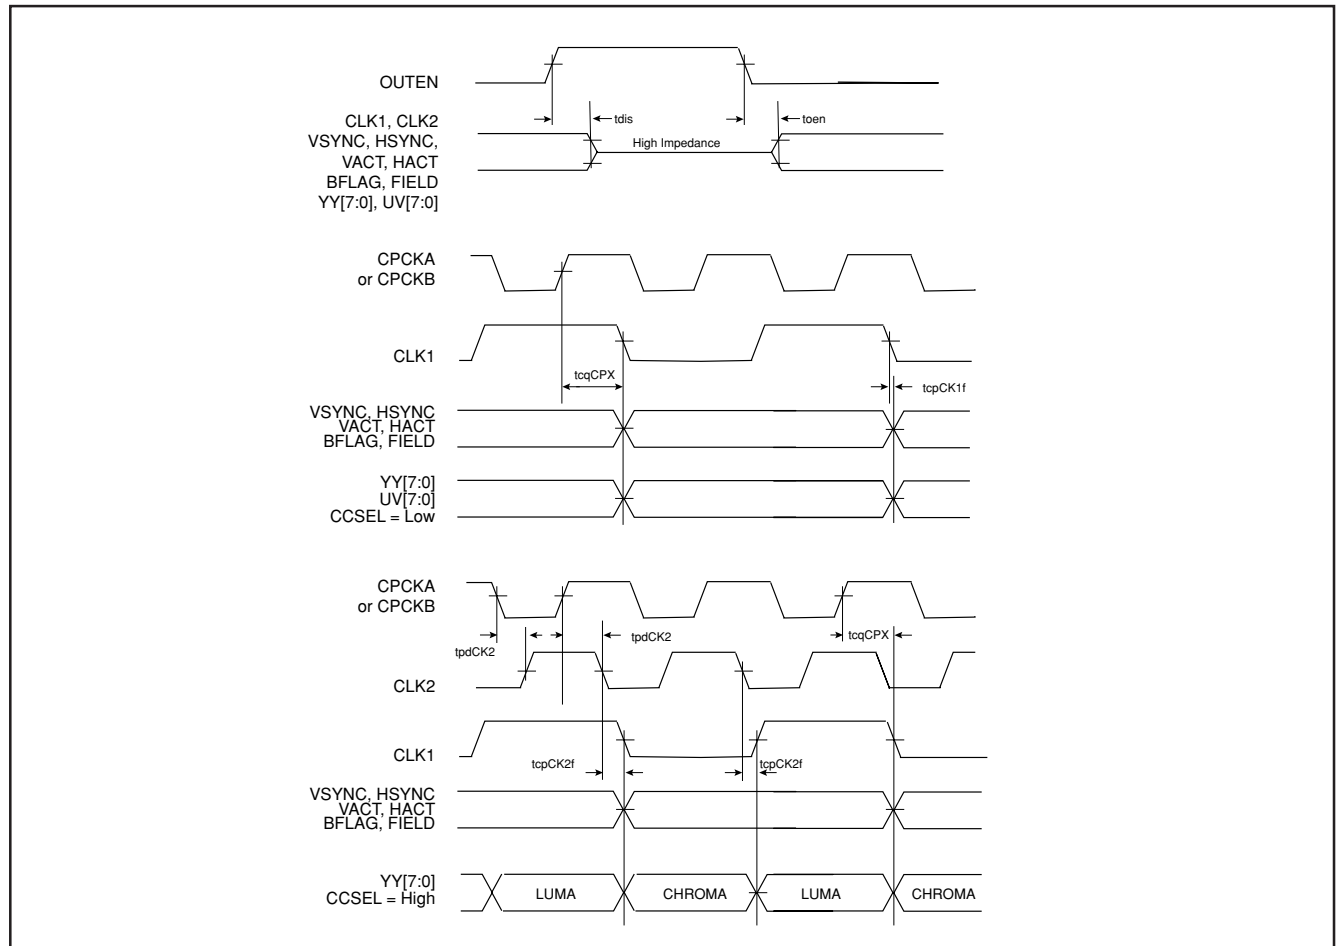 OUTEN
CLK1, CLK2
VSYNC, HSYNC,
VACT, HACT
BFLAG, FIELD
YY[7:0], UV[7:0]
tdis
toen
High Impedance
CPCKA
or CPCKB
CLK1
tcqCPX
tcpCK1f
VSYNC, HSYNC
VACT, HACT
BFLAG, FIELD
YY[7:0]
UV[7:0]
CCSEL = Low
CPCKA
or CPCKB
tpdCK2
tpdCK2
tcqCPX
CLK2
CLK1
tcpCK2f
tcpCK2f
VSYNC, HSYNC
VACT, HACT
BFLAG, FIELD
YY[7:0]
CCSEL = High
LUMA
CHROMA
LUMA
CHROMA